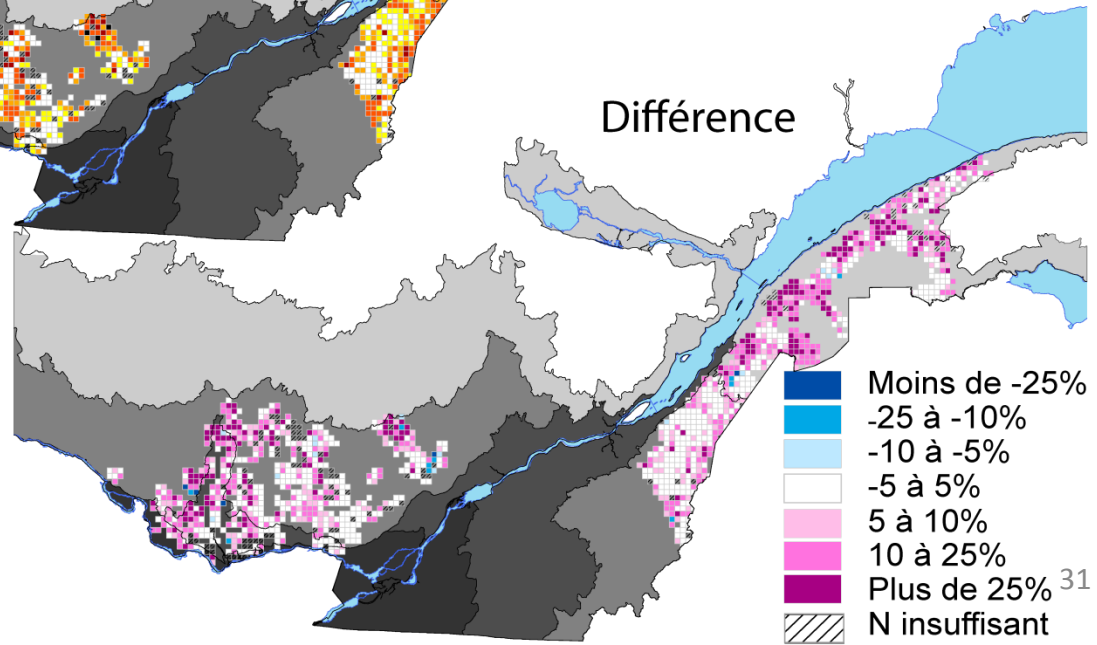 Différence
Moins de -25%
-25 à -10%
-10 à -5%
-5 à 5%
5 à 10%
10 à 25%
Plus de 25%
31
N insuffisant